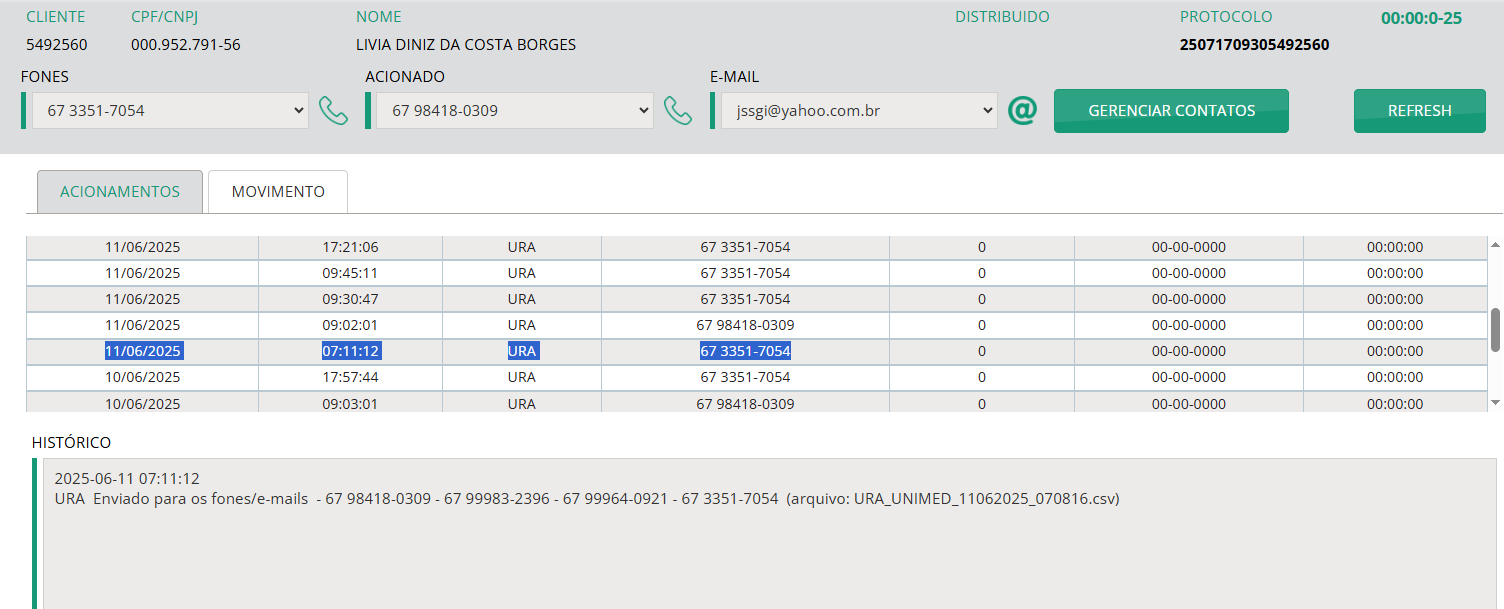 CLIENTE CPF/CNPJ NOME DISTRIBUIDO PROTOCOLO 00:00:0-25
5492560 000.952.791-56 LIVIA DINIZ DA COSTA BORGES 25071709305492560
FONES ACIONADO E-MAIL
67 3351-7054 67 98418-0309 jssgi@yahoo.com.br @ GERENCIAR CONTATOS REFRESH
ACIONAMENTOS MOVIMENTO
11/06/2025 17:21:06 URA 67 3351-7054 0 00-00-0000 00:00:00
11/06/2025 09:45:11 URA 67 3351-7054 0 00-00-0000 00:00:00
11/06/2025 09:30:47 URA 67 3351-7054 0 00-00-0000 00:00:00
11/06/2025 09:02:01 URA 67 98418-0309 0 00-00-0000 00:00:00
11/06/2025 07:11:12 URA 67 3351-7054 0 00-00-0000 00:00:00
10/06/2025 17:57:44 URA 67 3351-7054 0 00-00-0000 00:00:00
10/06/2025 09:03:01 URA 67 98418-0309 0 00-00-0000 00:00:00
HISTÓRICO
2025-06-11 07:11:12
URA Enviado para os fones/e-mails - 67 98418-0309 - 67 99983-2396 - 67 99964-0921 - 67 3351-7054 (arquivo: URA_UNIMED_11062025_070816.csv)